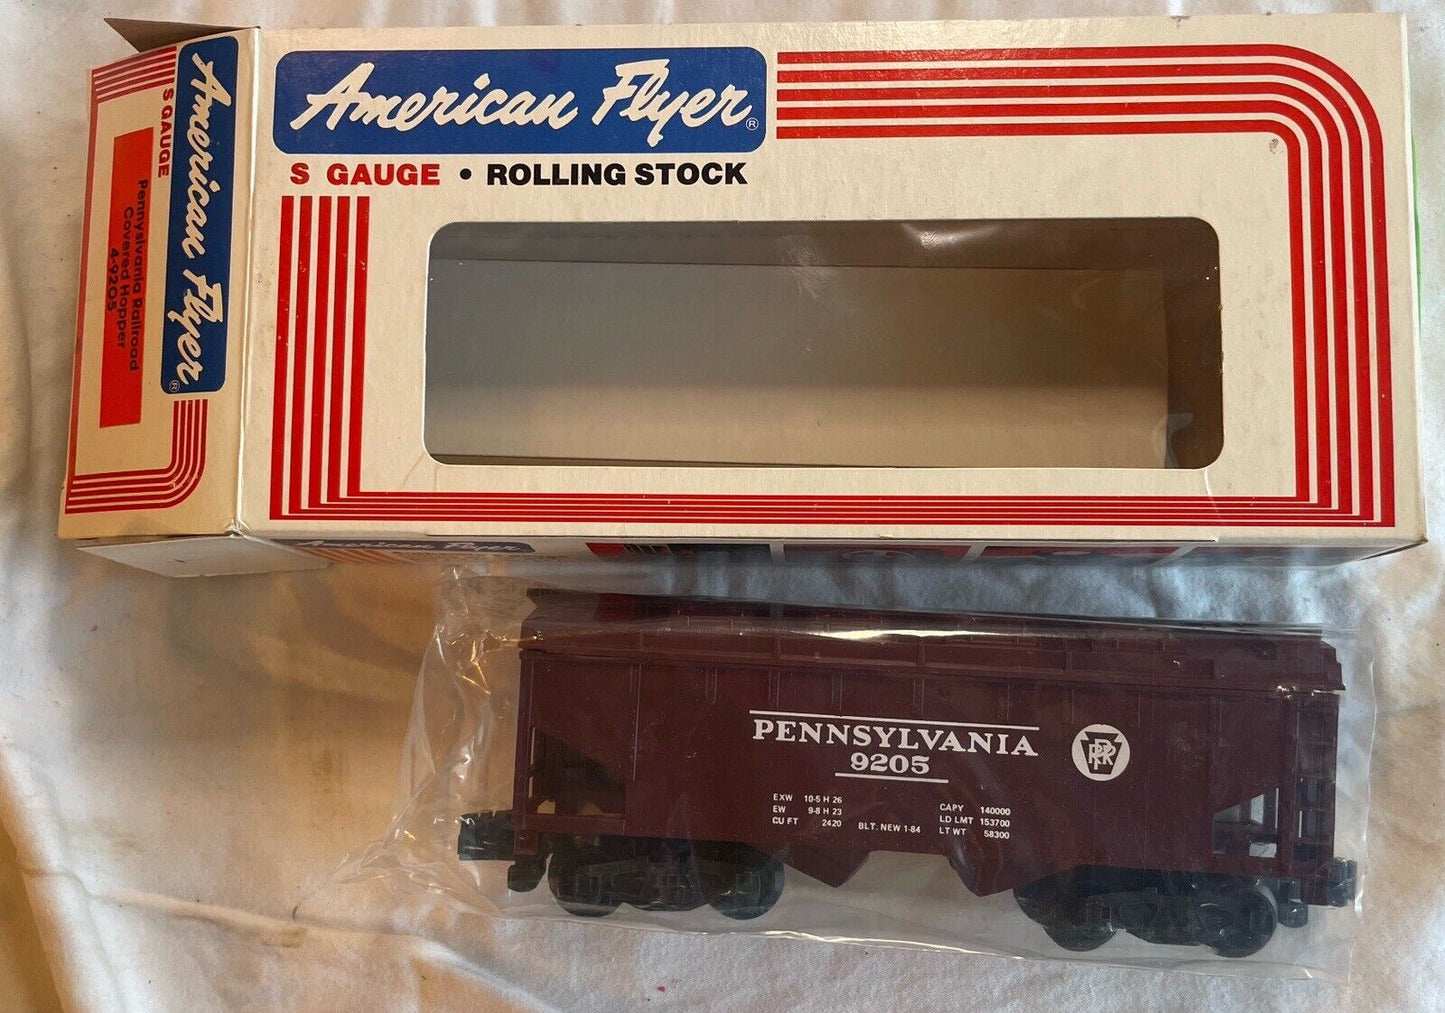 American Flyer®
S GAUGE • ROLLING STOCK
American Flyer®
S GAUGE
Pennysivania Railroad
Covered Hopper
4-9205
American Flyer
PENNSYLVANIA
9205
PRR
EXW 10-5 H 26
EW 9-8 H 23
CU FT 2420
BLT. NEW 1-84
CAPY 140000
LD LMT 153700
LT WT 58300